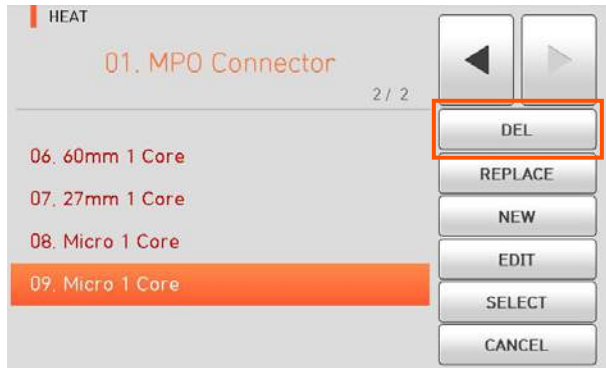 HEAT
01. MPO Connector
2 / 2
06. 60mm 1 Core
07. 27mm 1 Core
08. Micro 1 Core
09. Micro 1 Core
DEL
REPLACE
NEW
EDIT
SELECT
CANCEL